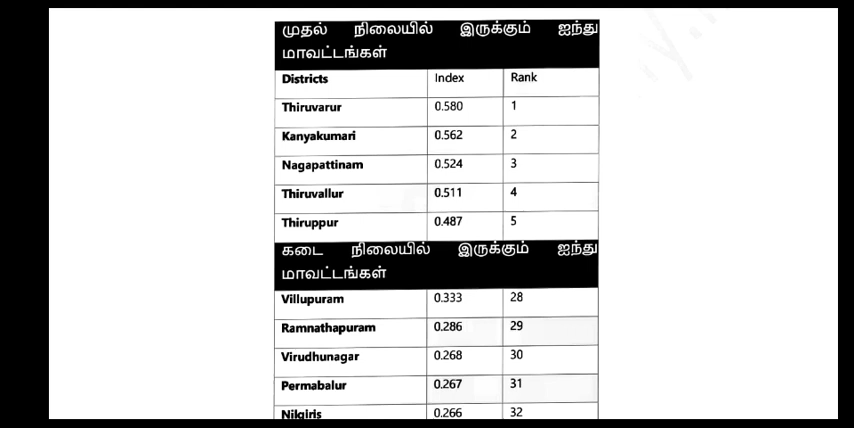 முதல் நிலையில் இருக்கும் ஐந்து
மாவட்டங்கள்
Districts Index Rank
Thiruvarur 0.580 1
Kanyakumari 0.562 2
Nagapattinam 0.524 3
Thiruvallur 0.511 4
Thiruppur 0.487 5
கடை நிலையில் இருக்கும் ஐந்து
மாவட்டங்கள்
Villupuram 0.333 28
Ramnathapuram 0.286 29
Virudhunagar 0.268 30
Permabalur 0.267 31
Nilgiris 0.266 32